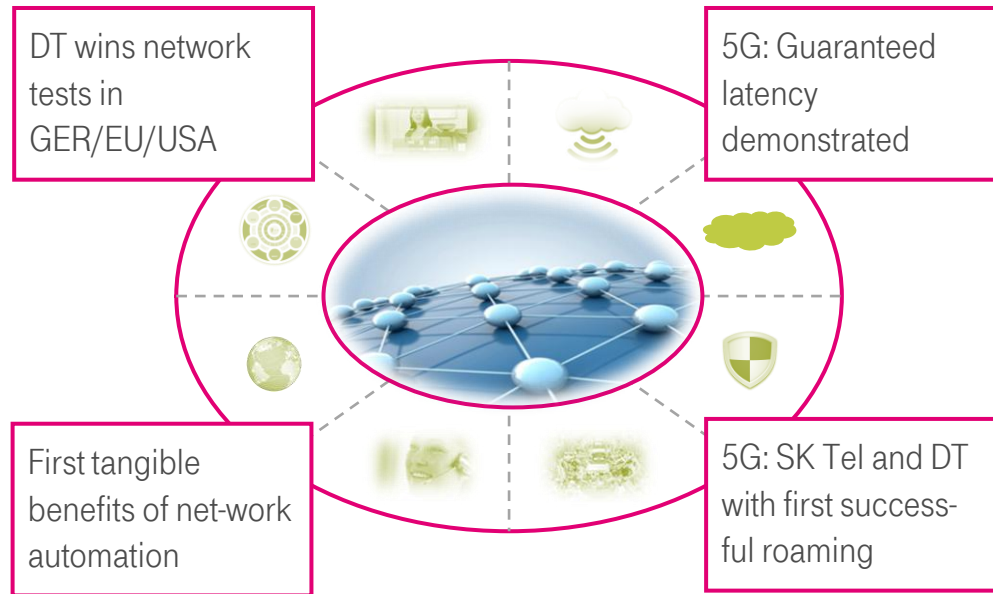 DT wins network
tests in
GER/EU/USA
5G: Guaranteed
latency
demonstrated
First tangible
benefits of net-work
automation
5G: SK Tel and DT
with first success-
ful roaming